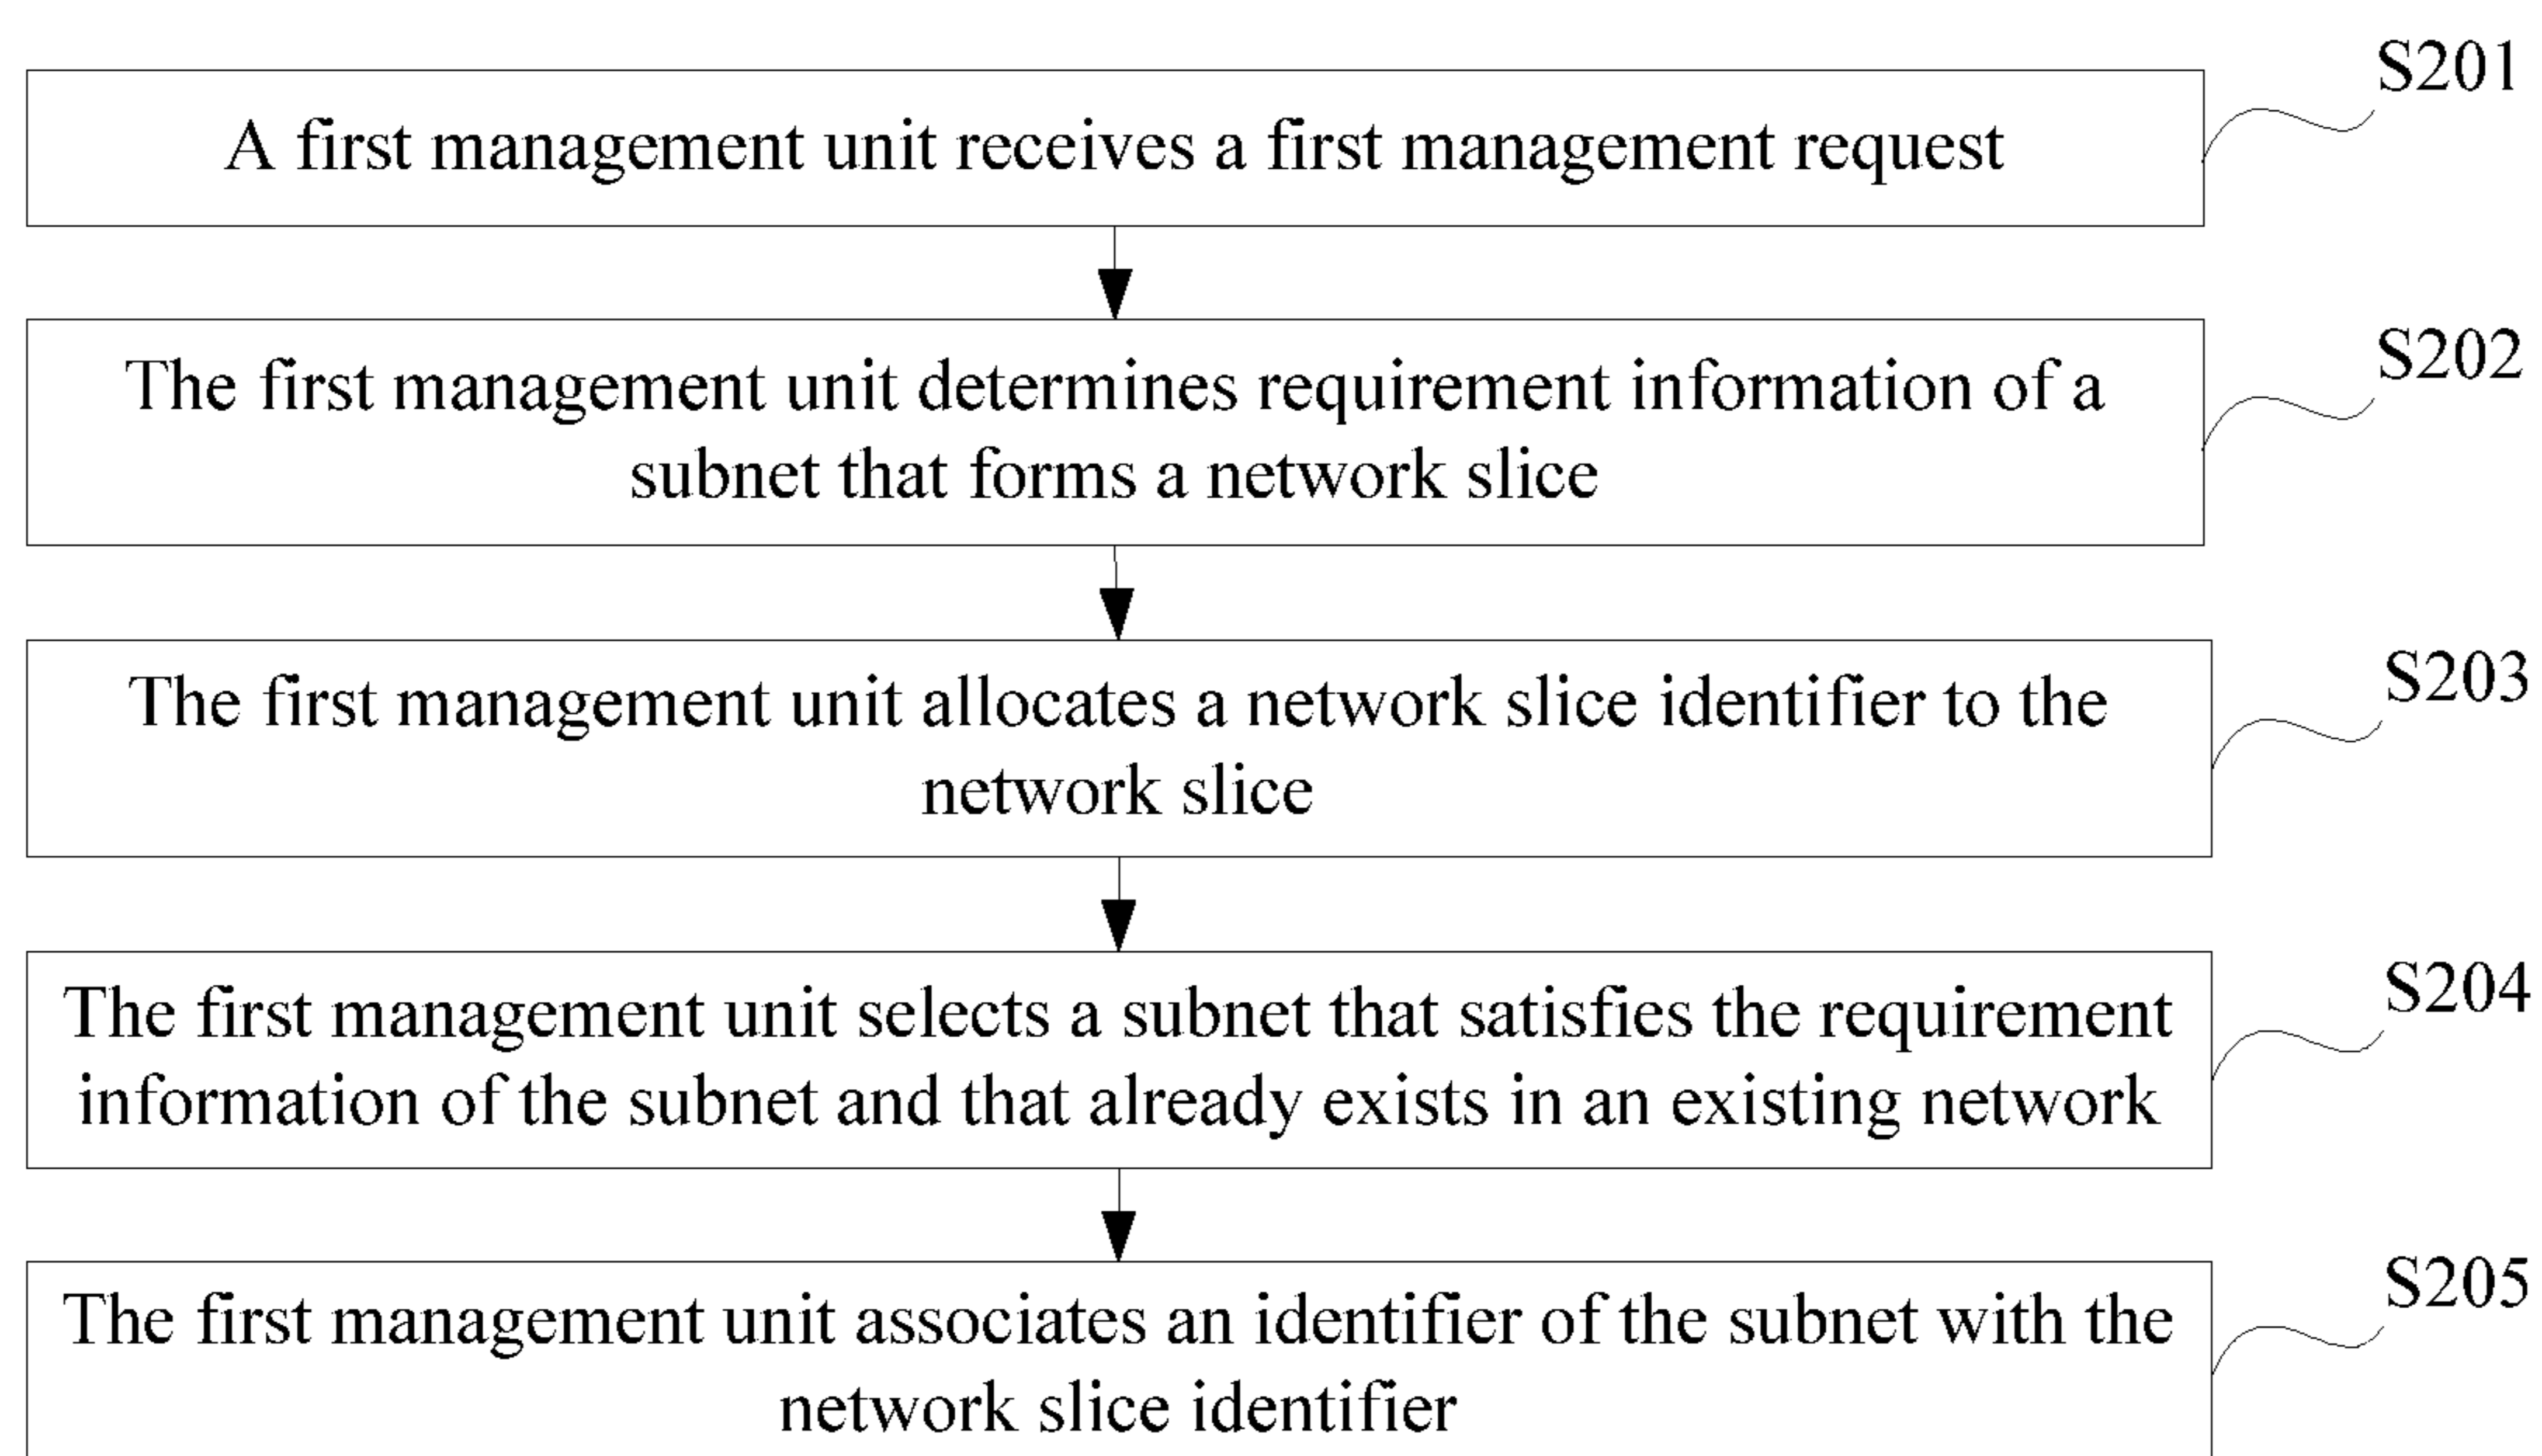 S201
A first management unit receives a first management request
S202
The first management unit determines requirement information of a
subnet that forms a network slice
S203
The first management unit allocates a network slice identifier to the
network slice
S204
The first management unit selects a subnet that satisfies the requirement
information of the subnet and that already exists in an existing network
S205
The first management unit associates an identifier of the subnet with the
network slice identifier